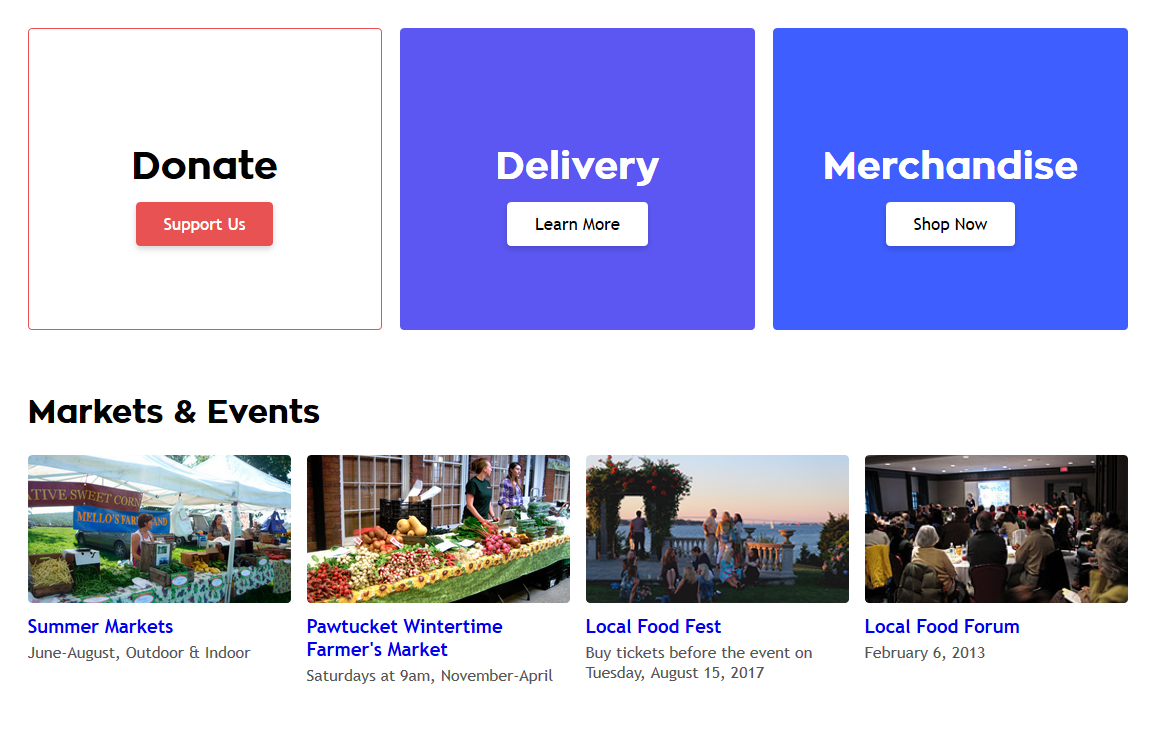 Donate
Delivery
Merchandise
Support Us
Learn More
Shop Now
Markets & Events
ATIVE SWEET CORN
MELLO'S FARM
Summer Markets
June-August, Outdoor & Indoor
Pawtucket Wintertime
Farmer's Market
Saturdays at 9am, November-April
Local Food Fest
Buy tickets before the event on
Tuesday, August 15, 2017
Local Food Forum
February 6, 2013